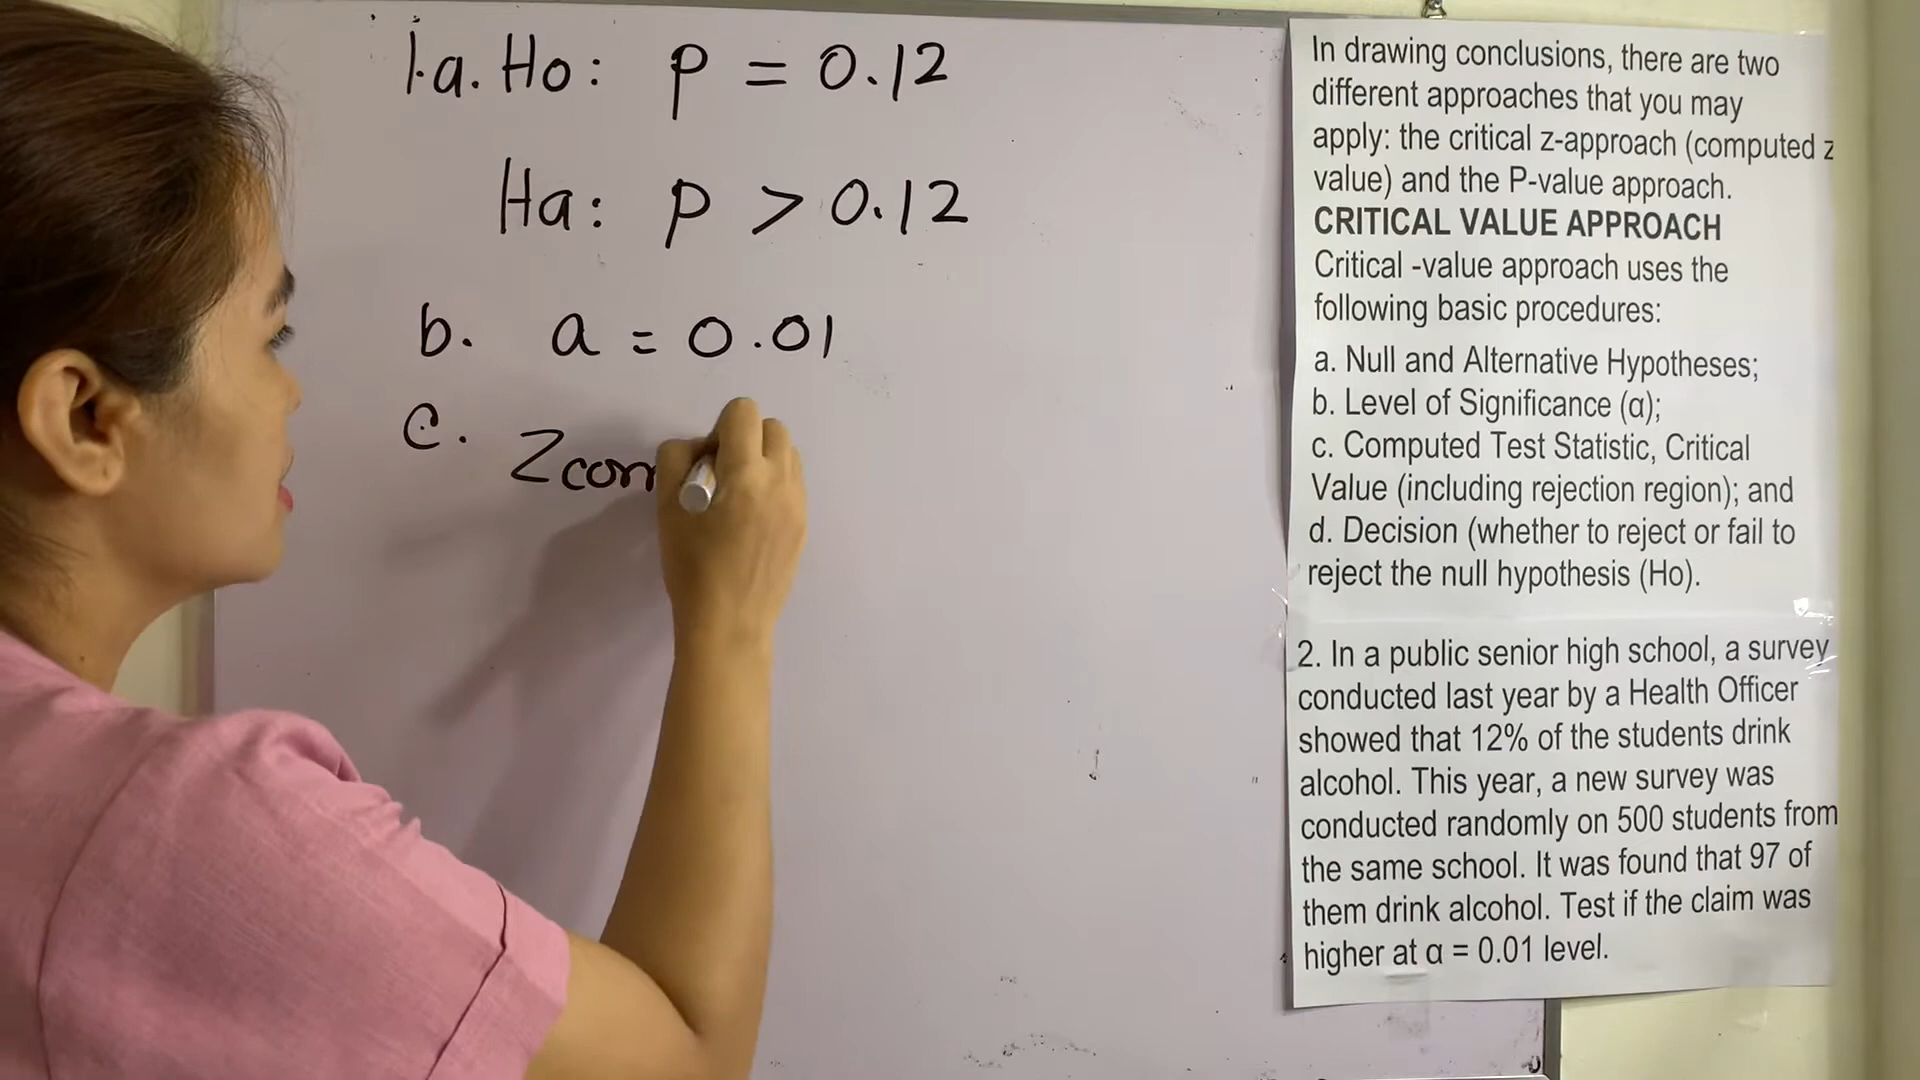 1.a. Ho: p = 0.12
Ha: p > 0.12
b. a = 0.01
c. Zcom
In drawing conclusions, there are two
different approaches that you may
apply: the critical z-approach (computed z
value) and the P-value approach.
CRITICAL VALUE APPROACH
Critical -value approach uses the
following basic procedures:
a. Null and Alternative Hypotheses;
b. Level of Significance (α);
c. Computed Test Statistic, Critical
Value (including rejection region); and
d. Decision (whether to reject or fail to
reject the null hypothesis (Ho).
2. In a public senior high school, a survey
conducted last year by a Health Officer
showed that 12% of the students drink
alcohol. This year, a new survey was
conducted randomly on 500 students from
the same school. It was found that 97 of
them drink alcohol. Test if the claim was
higher at α = 0.01 level.